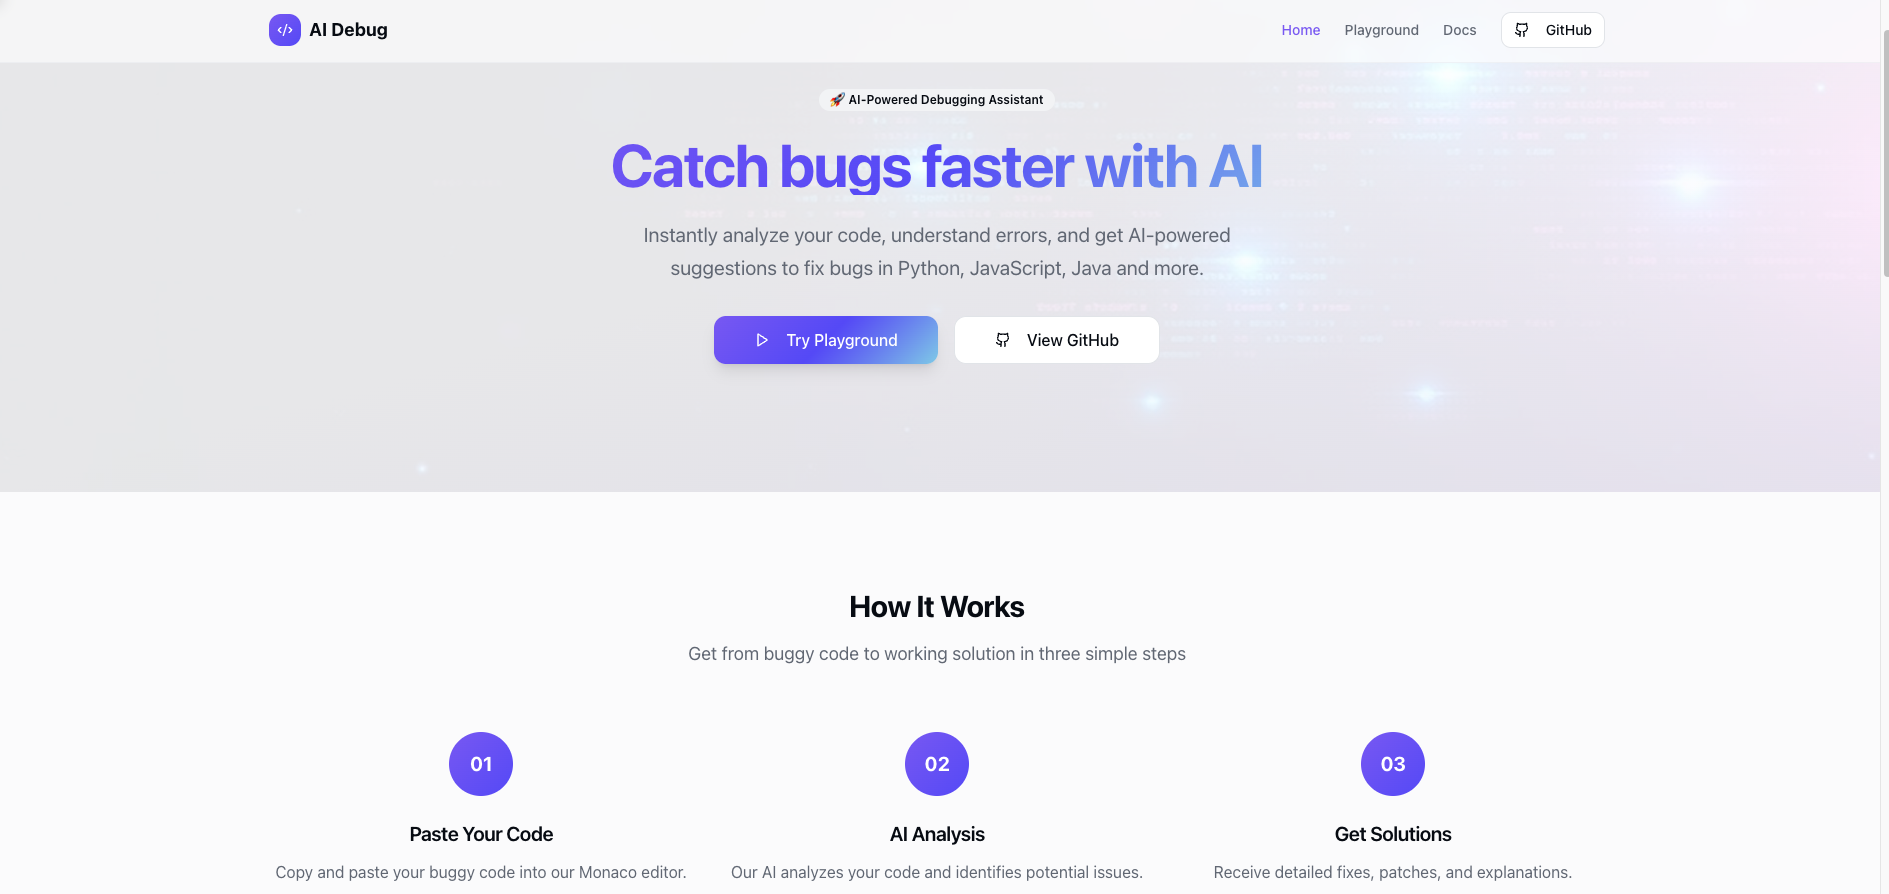 AI Debug
Home
Playground
Docs
GitHub
🚀 AI-Powered Debugging Assistant
Catch bugs faster with AI
Instantly analyze your code, understand errors, and get AI-powered
suggestions to fix bugs in Python, JavaScript, Java and more.
Try Playground
View GitHub
How It Works
Get from buggy code to working solution in three simple steps
01
02
03
Paste Your Code
AI Analysis
Get Solutions
Copy and paste your buggy code into our Monaco editor.
Our AI analyzes your code and identifies potential issues.
Receive detailed fixes, patches, and explanations.